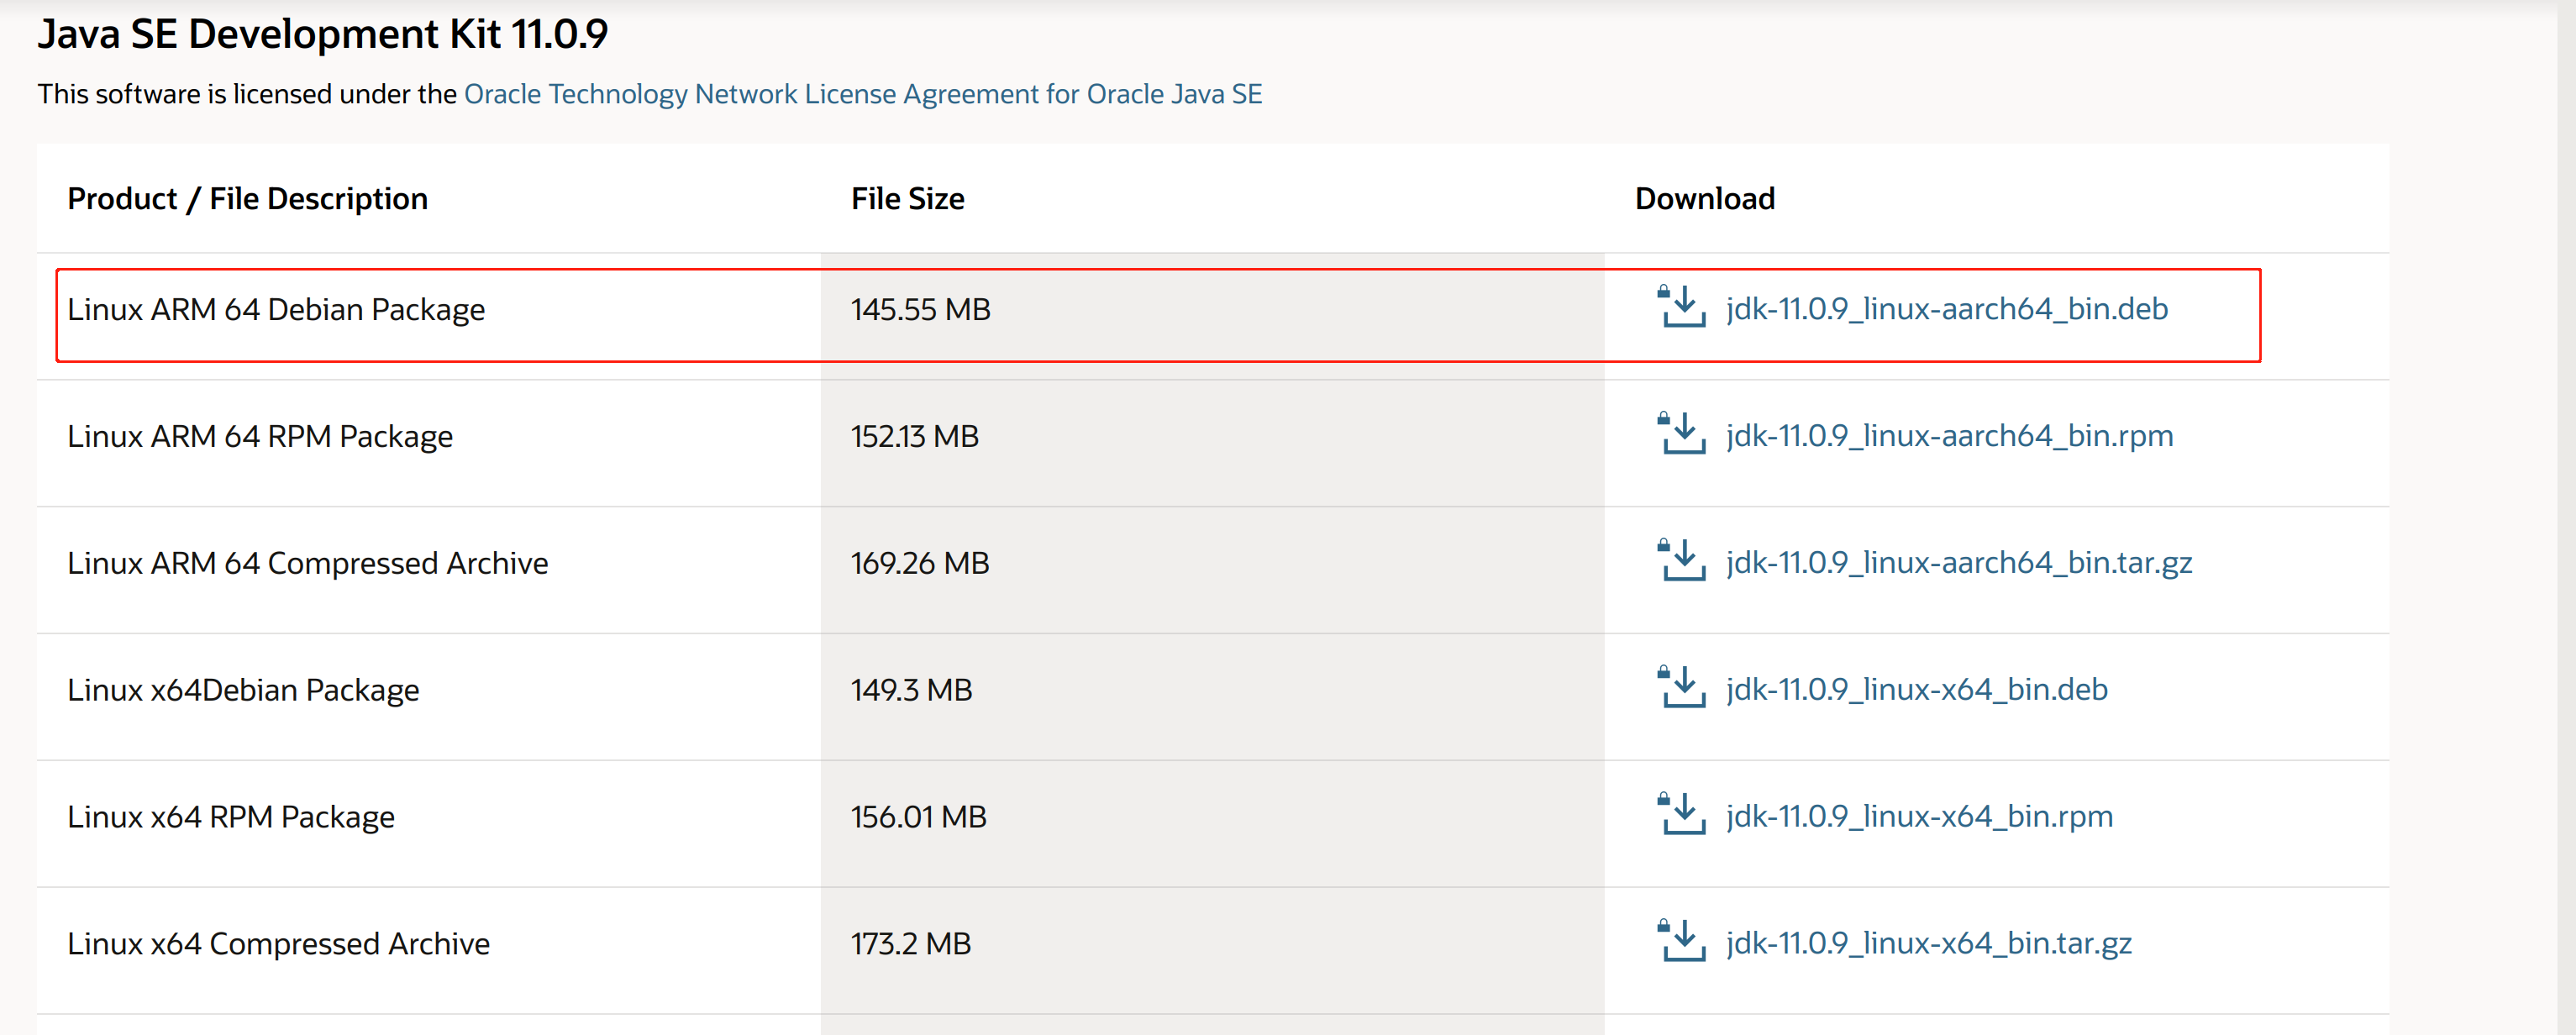 Java SE Development Kit 11.0.9
This software is licensed under the Oracle Technology Network License Agreement for Oracle Java SE
Product / File Description File Size Download
Linux ARM 64 Debian Package 145.55 MB jdk-11.0.9_linux-aarch64_bin.deb
Linux ARM 64 RPM Package 152.13 MB jdk-11.0.9_linux-aarch64_bin.rpm
Linux ARM 64 Compressed Archive 169.26 MB jdk-11.0.9_linux-aarch64_bin.tar.gz
Linux x64Debian Package 149.3 MB jdk-11.0.9_linux-x64_bin.deb
Linux x64 RPM Package 156.01 MB jdk-11.0.9_linux-x64_bin.rpm
Linux x64 Compressed Archive 173.2 MB jdk-11.0.9_linux-x64_bin.tar.gz